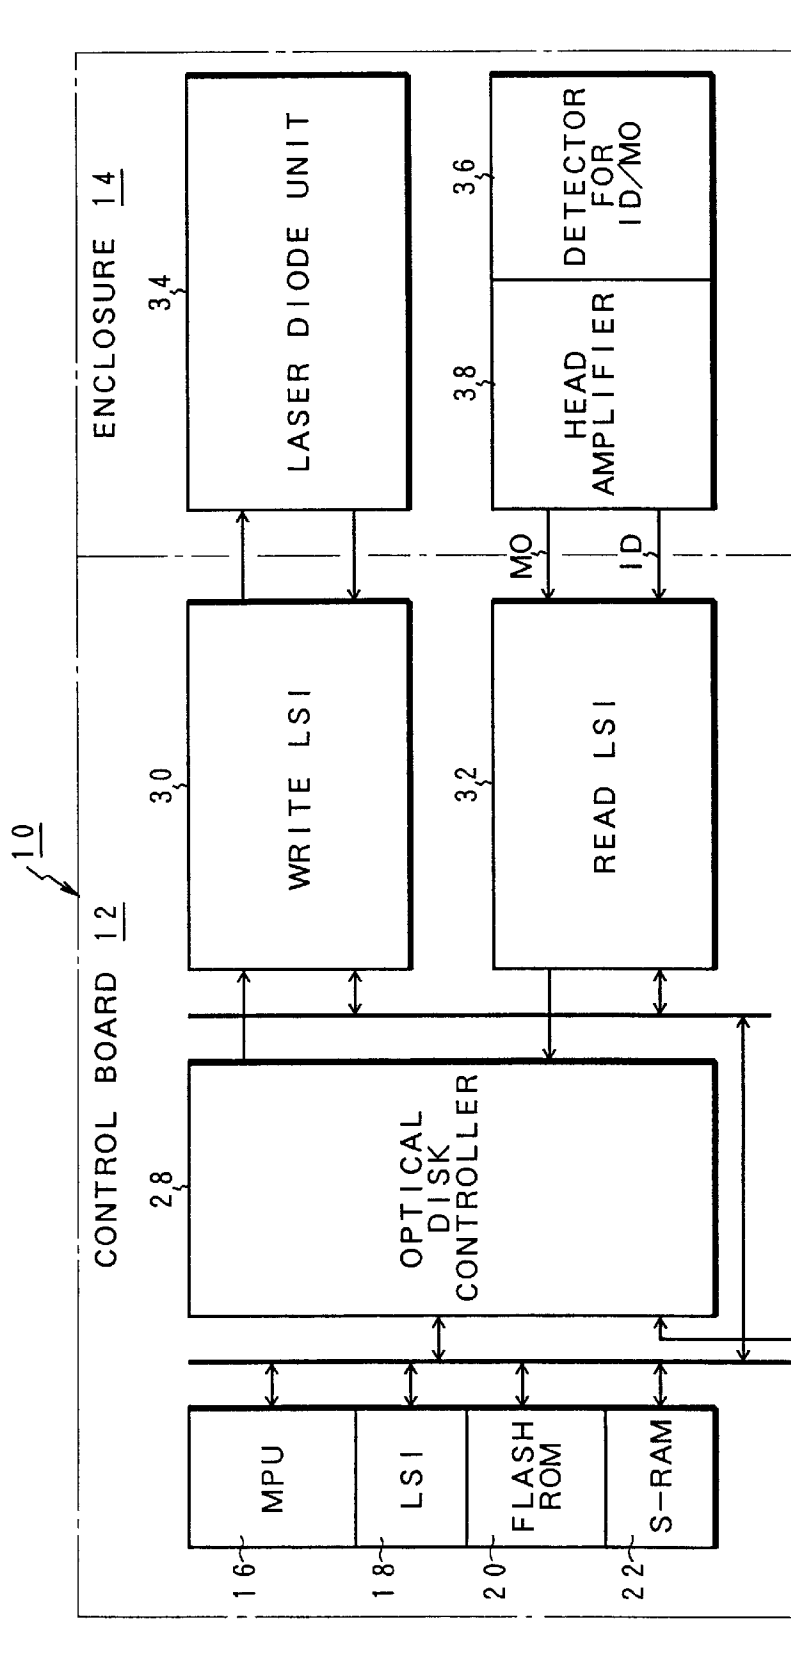 10
CONTROL BOARD 12
ENCLOSURE 14
16
MPU
18
LSI
20
FLASH
ROM
22
S-RAM
28
OPTICAL
DISK
CONTROLLER
30
WRITE LSI
34
LASER DIODE UNIT
32
READ LSI
MO
ID
38
HEAD
AMPLIFIER
36
DETECTOR
FOR
ID/MO